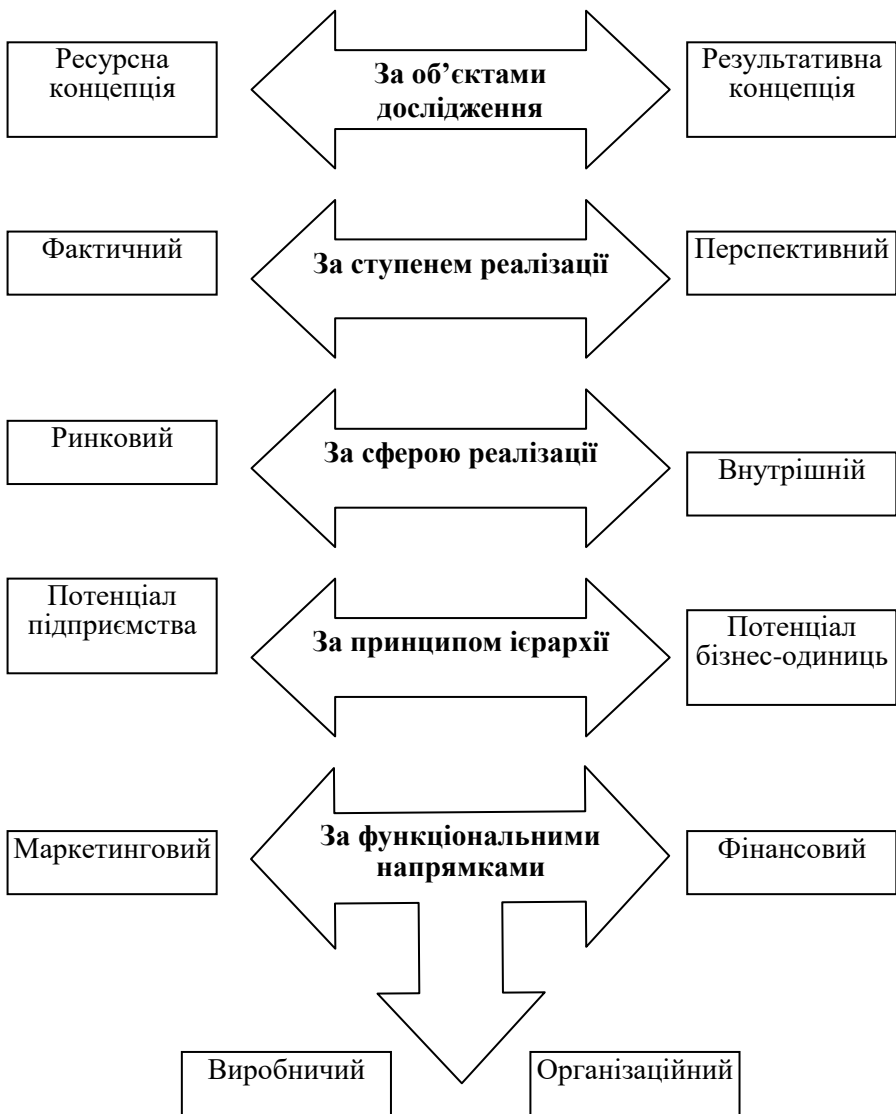 Ресурсна
концепція
За об’єктами
дослідження
Результативна
концепція
Фактичний
За ступенем реалізації
Перспективний
Ринковий
За сферою реалізації
Внутрішній
Потенціал
підприємства
За принципом ієрархії
Потенціал
бізнес-одиниць
Маркетинговий
За функціональними
напрямками
Фінансовий
Виробничий
Організаційний